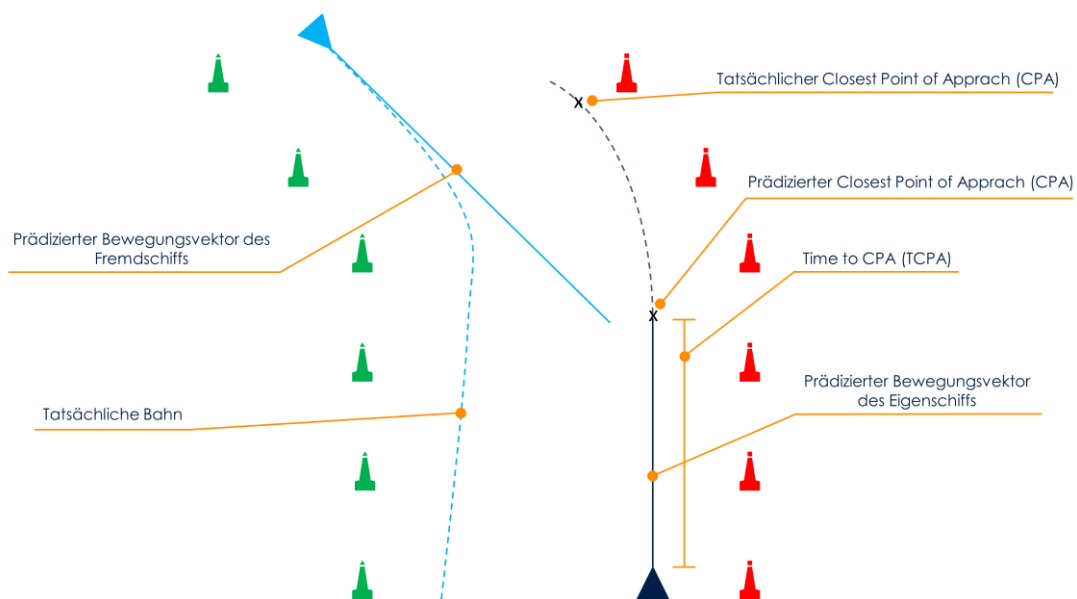 Tatsächlicher Closest Point of Apprach (CPA)
Prädizierter Closest Point of Apprach (CPA)
Prädizierter Bewegungsvektor des
Fremdschiffs
Time to CPA (TCPA)
Prädizierter Bewegungsvektor
des Eigenschiffs
Tatsächliche Bahn
x
x